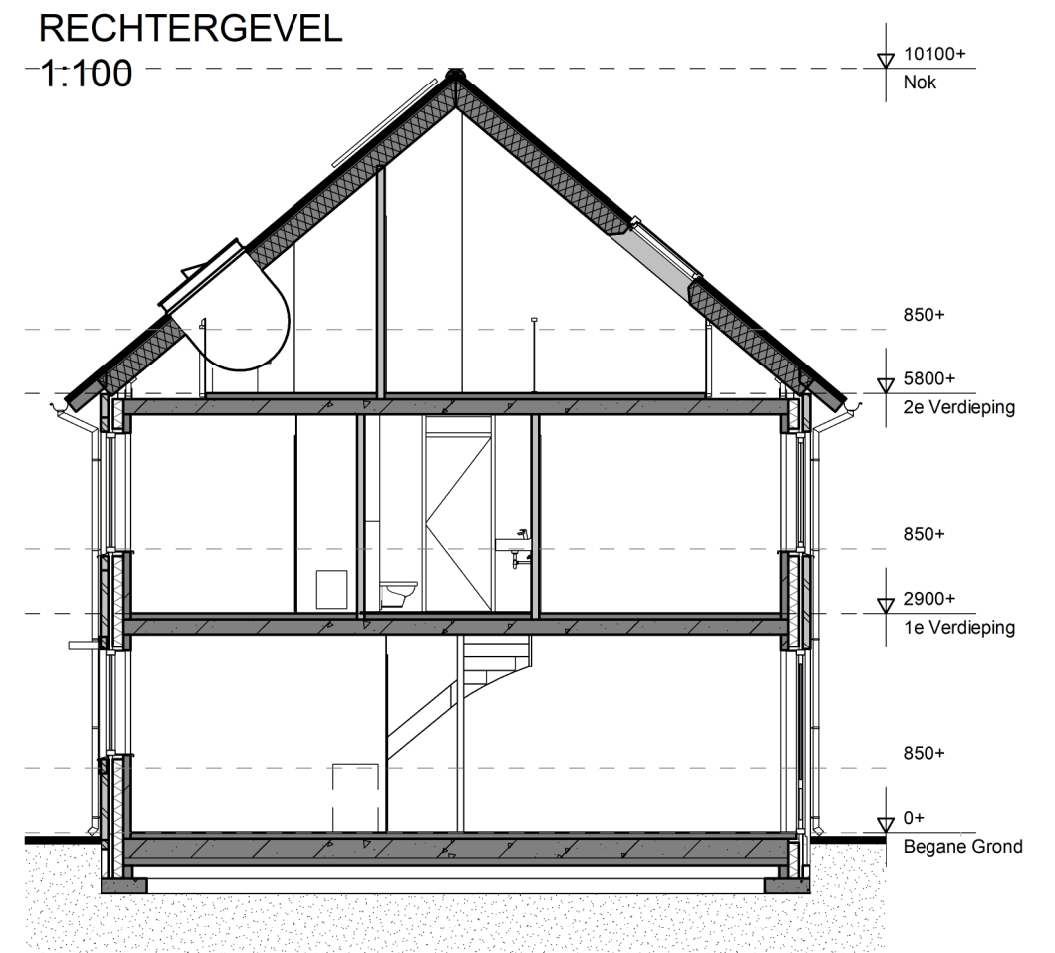 RECHTERGEVEL
1:100
10100+
Nok
850+
5800+
2e Verdieping
850+
2900+
1e Verdieping
850+
0+
Begane Grond